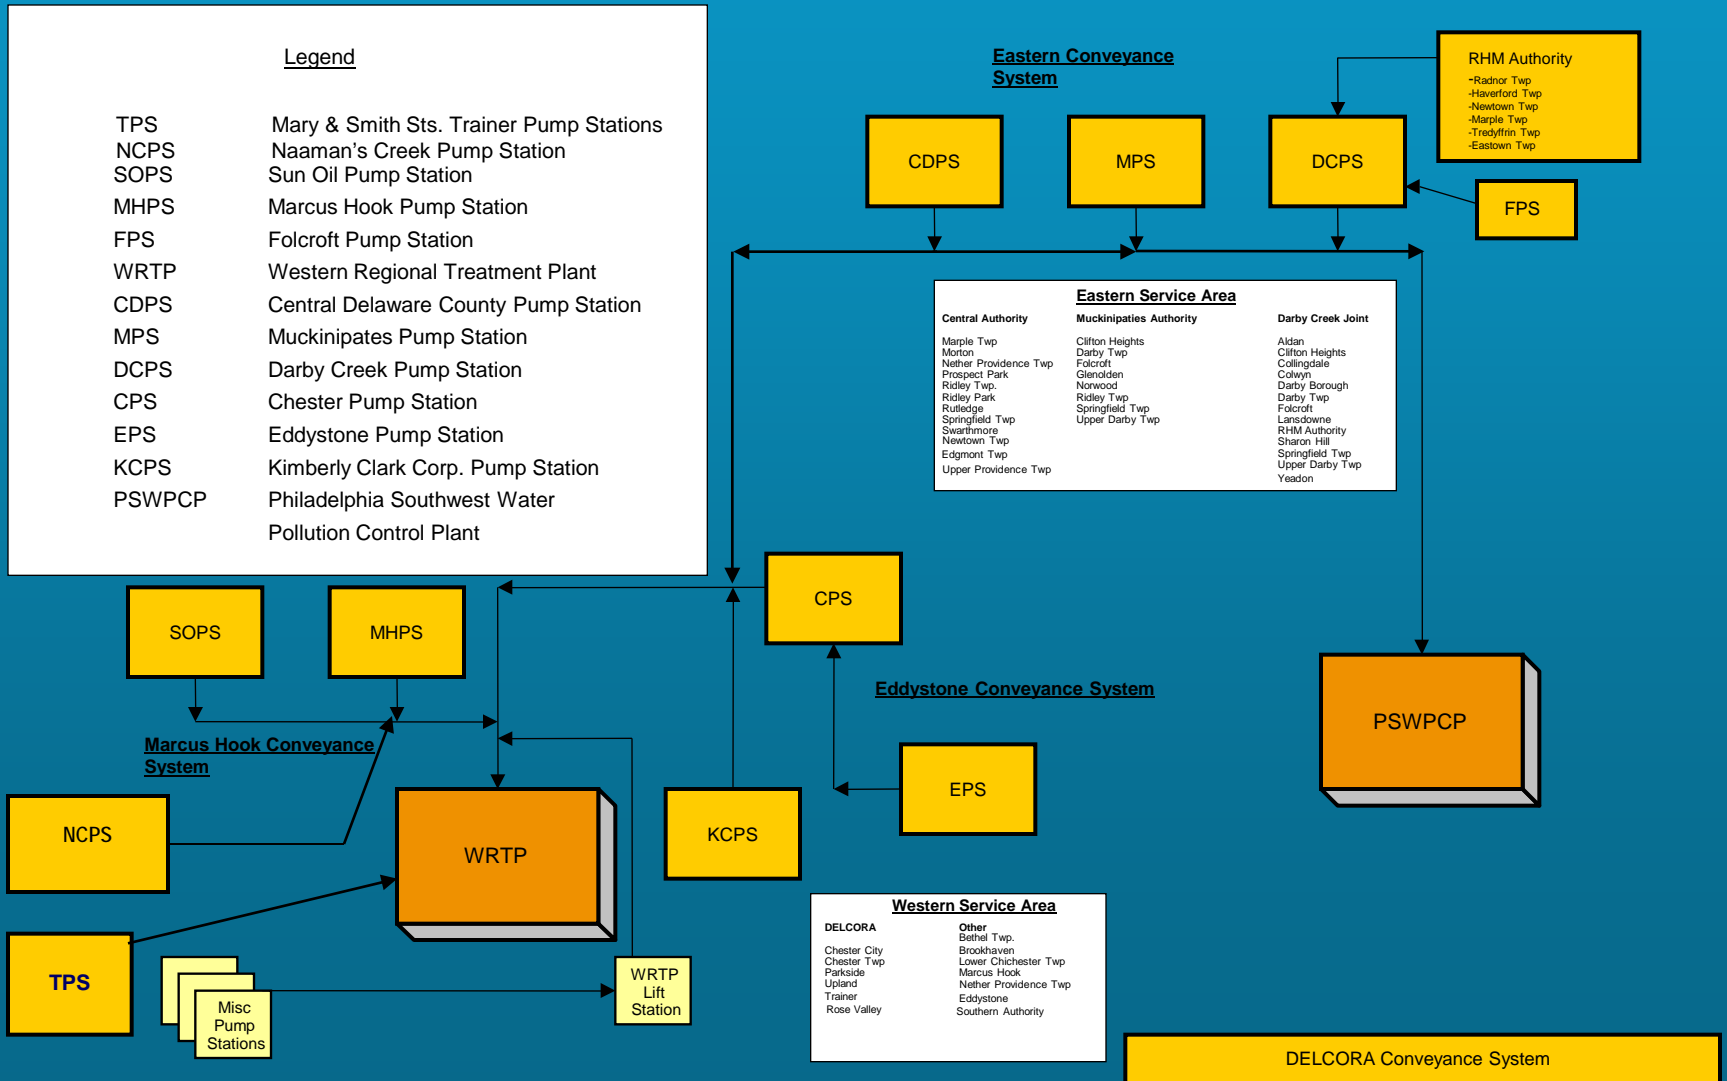 Legend
TPS Mary & Smith Sts. Trainer Pump Stations
NCPS Naaman's Creek Pump Station
SOPS Sun Oil Pump Station
MHPS Marcus Hook Pump Station
FPS Folcroft Pump Station
WRTP Western Regional Treatment Plant
CDPS Central Delaware County Pump Station
MPS Muckinipates Pump Station
DCPS Darby Creek Pump Station
CPS Chester Pump Station
EPS Eddystone Pump Station
KCPS Kimberly Clark Corp. Pump Station
PSWPCP Philadelphia Southwest Water
Pollution Control Plant
Eastern Conveyance
System
RHM Authority
-Radnor Twp
-Haverford Twp
-Newtown Twp
-Marple Twp
-Tredyffrin Twp
-Eastown Twp
CDPS
MPS
DCPS
FPS
Eastern Service Area
Central Authority Muckinipaties Authority Darby Creek Joint
Marple Twp Clifton Heights Aldan
Morton Darby Twp Clifton Heights
Nether Providence Twp Folcroft Collingdale
Prospect Park Glenolden Colwyn
Ridley Twp. Norwood Darby Borough
Ridley Park Ridley Twp Darby Twp
Rutledge Springfield Twp Folcroft
Springfield Twp Upper Darby Twp Lansdowne
Swarthmore RHM Authority
Newtown Twp Sharon Hill
Edgmont Twp Springfield Twp
Upper Providence Twp Upper Darby Twp
Yeadon
SOPS
MHPS
CPS
Eddystone Conveyance System
PSWPCP
Marcus Hook Conveyance
System
NCPS
WRTP
KCPS
EPS
TPS
Misc
Pump
Stations
WRTP
Lift
Station
Western Service Area
DELCORA Other
Bethel Twp.
Chester City Brookhaven
Chester Twp Lower Chichester Twp
Parkside Marcus Hook
Upland Nether Providence Twp
Trainer Eddystone
Rose Valley Southern Authority
DELCORA Conveyance System